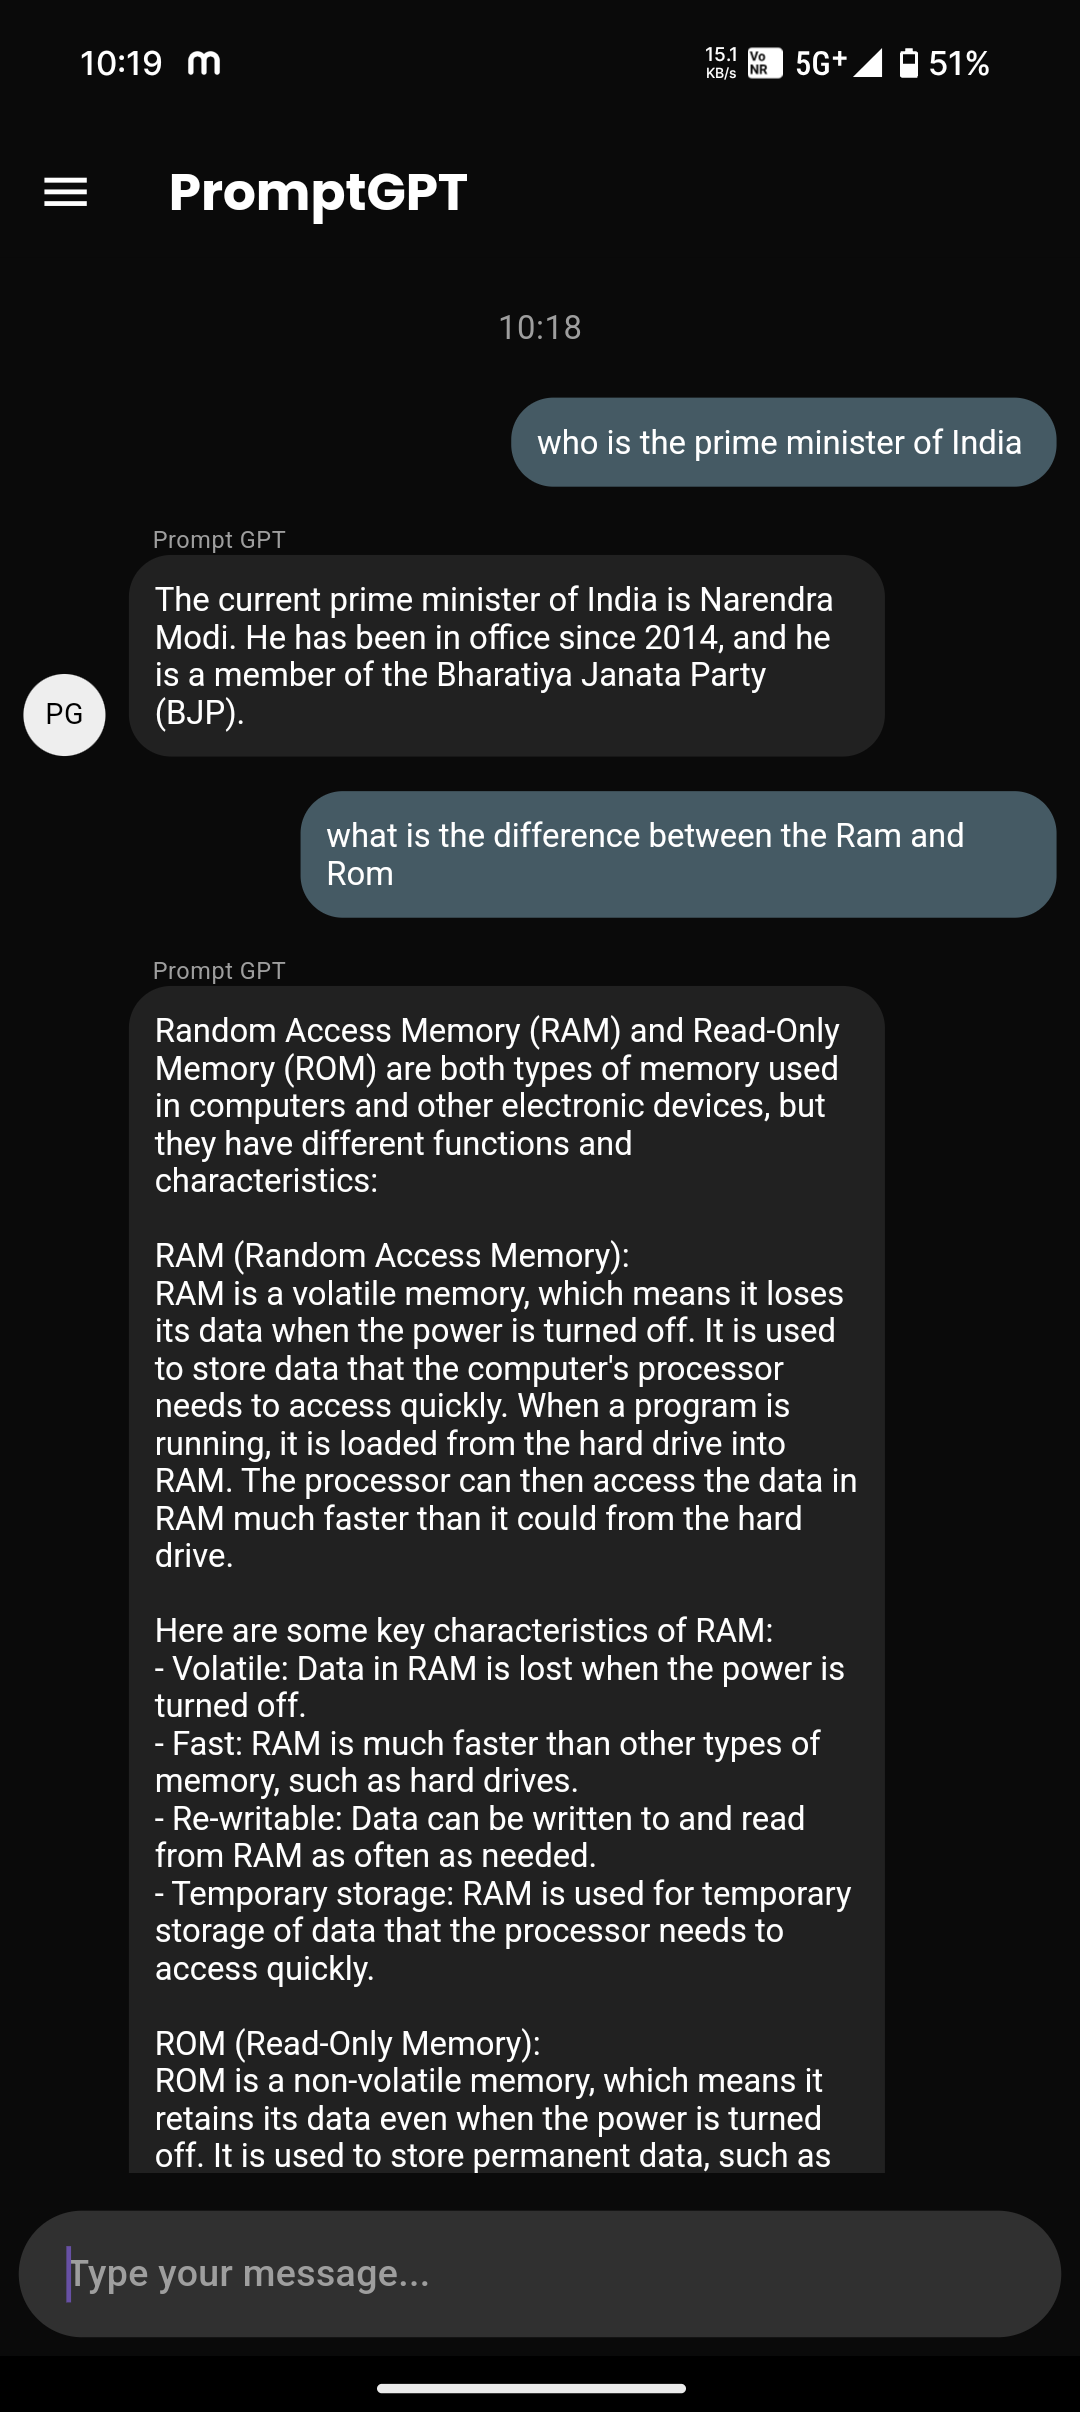 10:19 m 15.1 KB/s Vo NR 5G+ 51%
PromptGPT
10:18
who is the prime minister of India
Prompt GPT
The current prime minister of India is Narendra
Modi. He has been in office since 2014, and he
is a member of the Bharatiya Janata Party
(BJP).
PG
what is the difference between the Ram and
Rom
Prompt GPT
Random Access Memory (RAM) and Read-Only
Memory (ROM) are both types of memory used
in computers and other electronic devices, but
they have different functions and
characteristics:
RAM (Random Access Memory):
RAM is a volatile memory, which means it loses
its data when the power is turned off. It is used
to store data that the computer's processor
needs to access quickly. When a program is
running, it is loaded from the hard drive into
RAM. The processor can then access the data in
RAM much faster than it could from the hard
drive.
Here are some key characteristics of RAM:
- Volatile: Data in RAM is lost when the power is
turned off.
- Fast: RAM is much faster than other types of
memory, such as hard drives.
- Re-writable: Data can be written to and read
from RAM as often as needed.
- Temporary storage: RAM is used for temporary
storage of data that the processor needs to
access quickly.
ROM (Read-Only Memory):
ROM is a non-volatile memory, which means it
retains its data even when the power is turned
off. It is used to store permanent data, such as
Type your message...